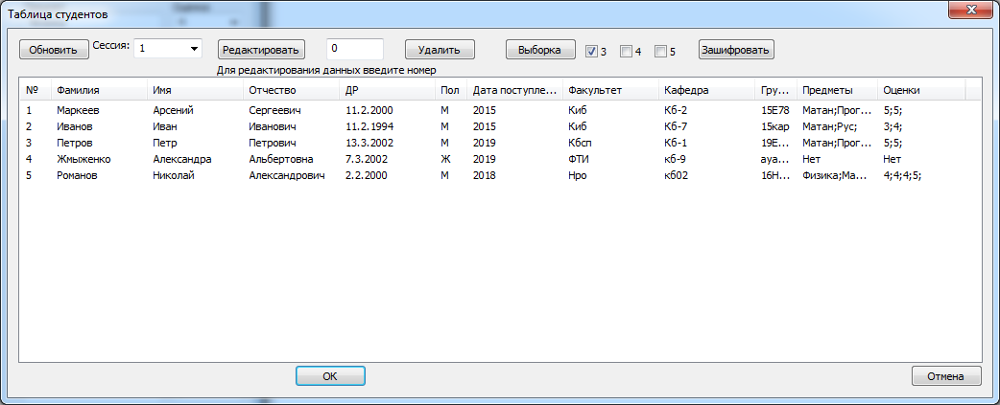 Таблица студентов
Обновить Сессия: 1 Редактировать 0 Удалить Выборка 3 4 5 Зашифровать
Для редактирования данных введите номер
№ Фамилия Имя Отчество ДР Пол Дата поступле... Факультет Кафедра Гру... Предметы Оценки
1 Маркеев Арсений Сергеевич 11.2.2000 М 2015 Киб Кб-2 15Е78 Матан;Прог... 5;5;
2 Иванов Иван Иванович 11.2.1994 М 2015 Киб Кб-7 15кар Матан;Рус; 3;4;
3 Петров Петр Петрович 13.3.2002 М 2019 Кбсп Кб-1 19Е... Матан;Прог... 5;5;
4 Жмыженко Александра Альбертовна 7.3.2002 Ж 2019 ФТИ кб-9 ауа... Нет Нет
5 Романов Николай Александрович 2.2.2000 М 2018 Нро кб02 16Н... Физика;Ма... 4;4;4;5;
ОК Отмена